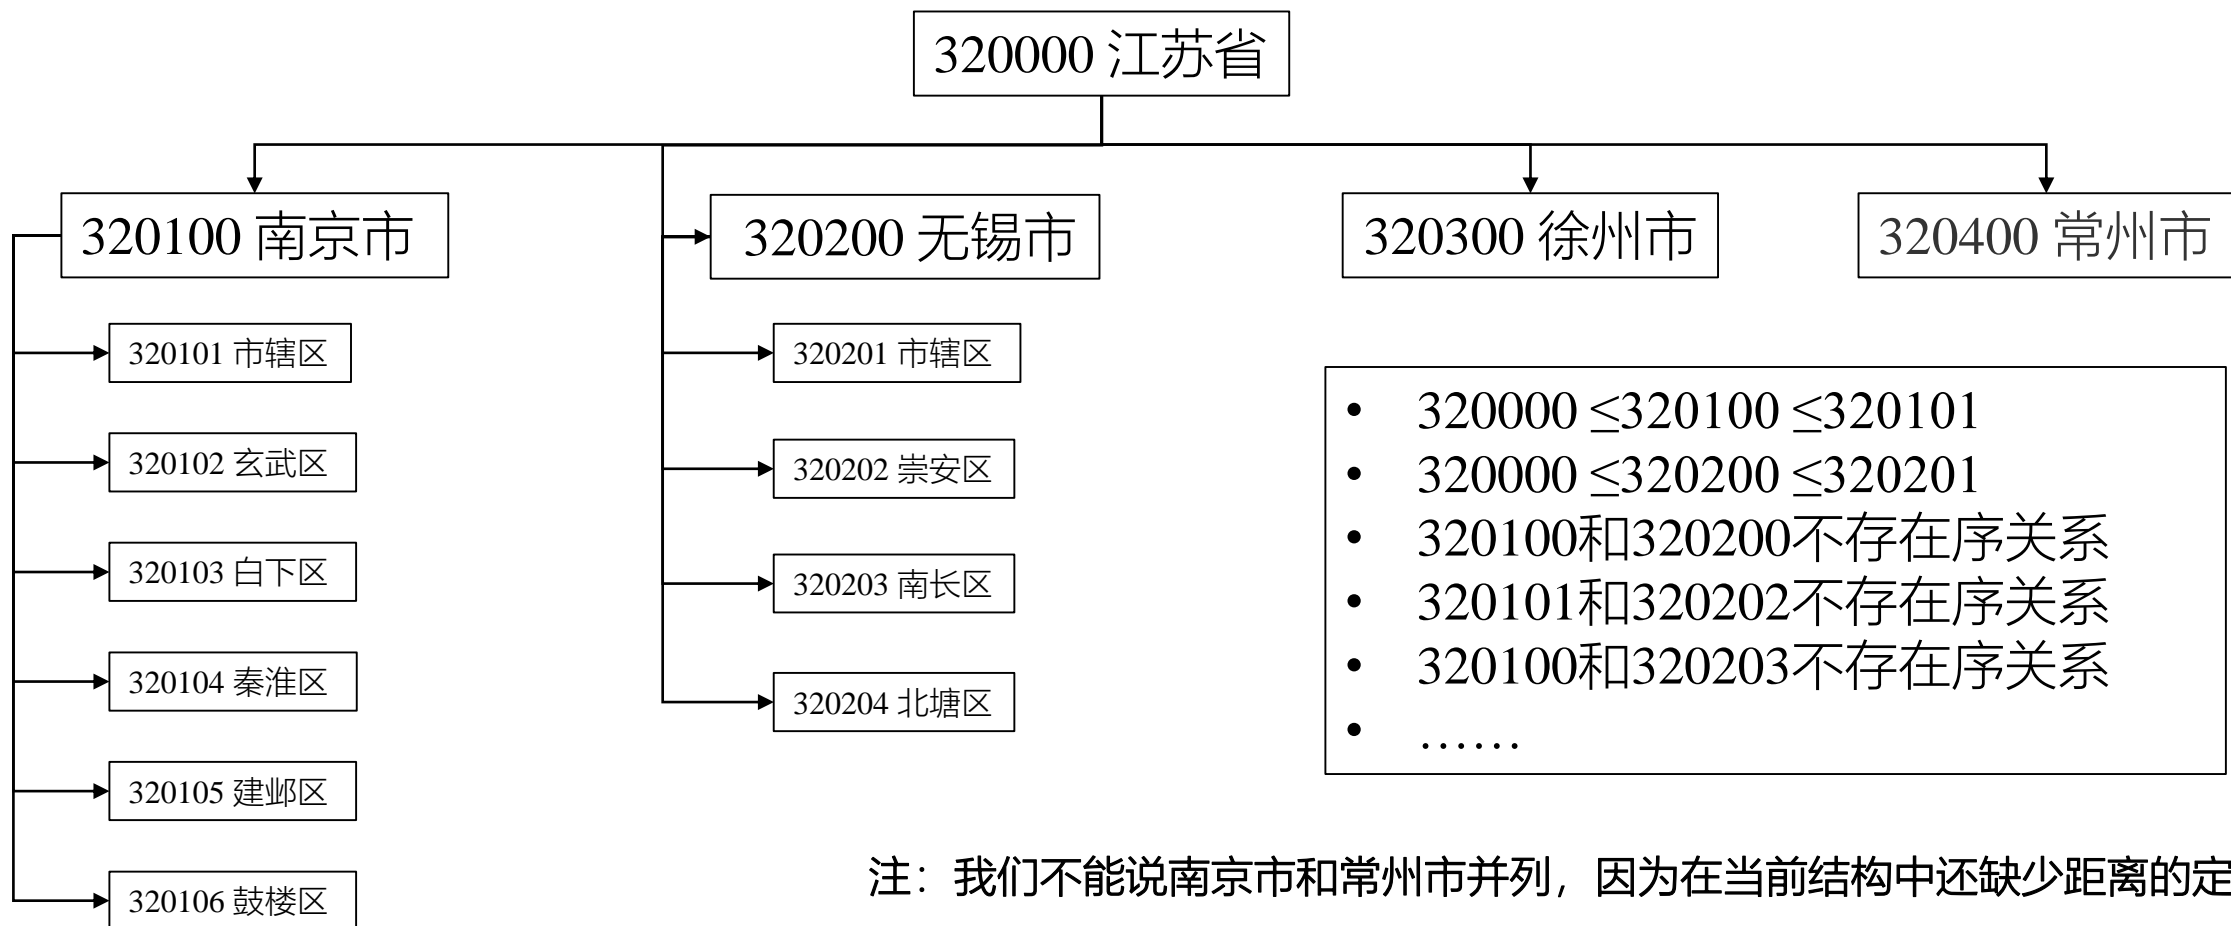 320000 江苏省
320100 南京市
320200 无锡市
320300 徐州市
320400 常州市
320101 市辖区
320102 玄武区
320103 白下区
320104 秦淮区
320105 建邺区
320106 鼓楼区
320201 市辖区
320202 崇安区
320203 南长区
320204 北塘区
• 320000 ≤320100 ≤320101
• 320000 ≤320200 ≤320201
• 320100和320200不存在序关系
• 320101和320202不存在序关系
• 320100和320203不存在序关系
• ……
注：我们不能说南京市和常州市并列，因为在当前结构中还缺少距离的定